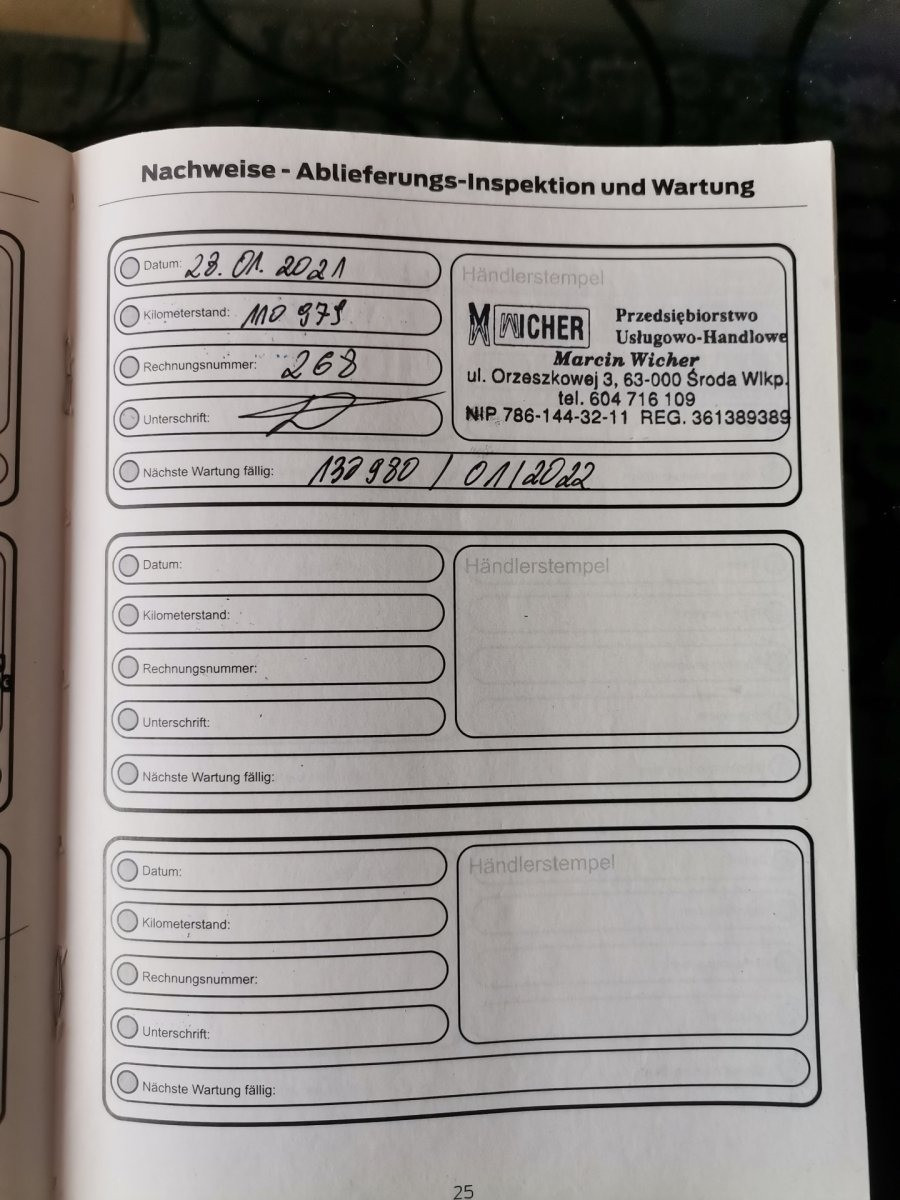 Nachweise - Ablieferungs-Inspektion und Wartung
Datum: 28.01.2021
Kilometerstand: 110 979
Rechnungsnummer: 268
Unterschrift:
Nächste Wartung fällig: 130 980 / 01/2022
Händlerstempel
M WICHER
Przedsiębiorstwo
Usługowo-Handlowe
Marcin Wicher
ul. Orzeszkowej 3, 63-000 Środa Wlkp.
tel. 604 716 109
NIP 786-144-32-11 REG. 361389389
Datum:
Kilometerstand:
Rechnungsnummer:
Unterschrift:
Nächste Wartung fällig:
Händlerstempel
Datum:
Kilometerstand:
Rechnungsnummer:
Unterschrift:
Nächste Wartung fällig:
Händlerstempel
25